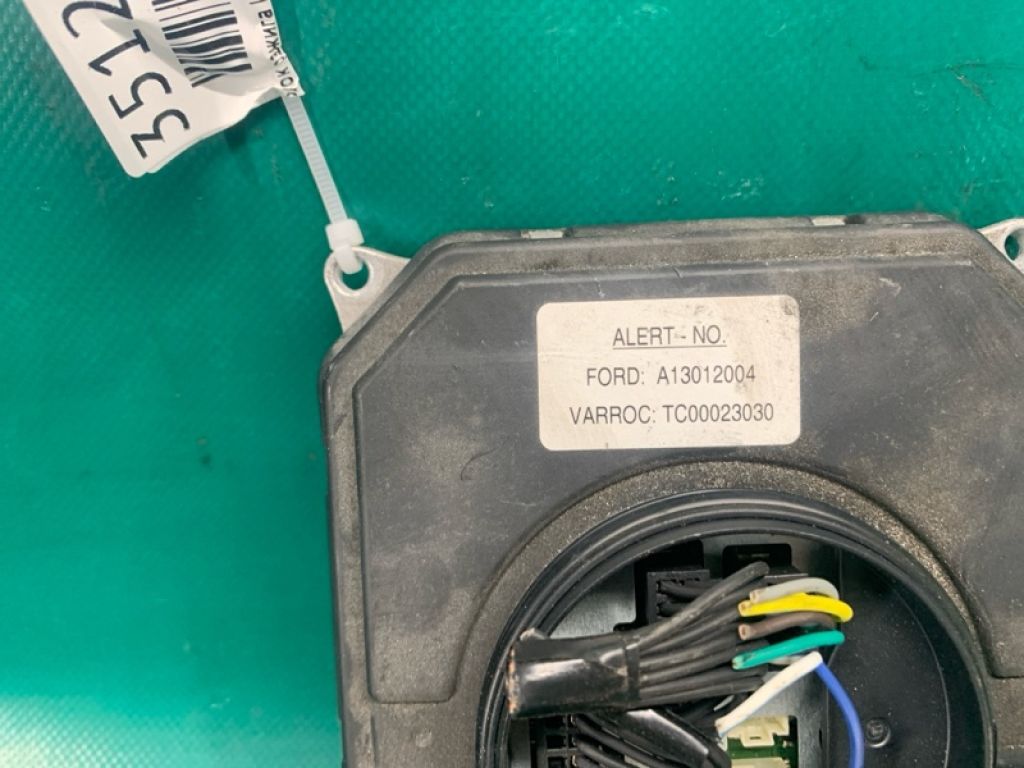 3512
ALERT - NO.
FORD: A13012004
VARROC: TC00023030